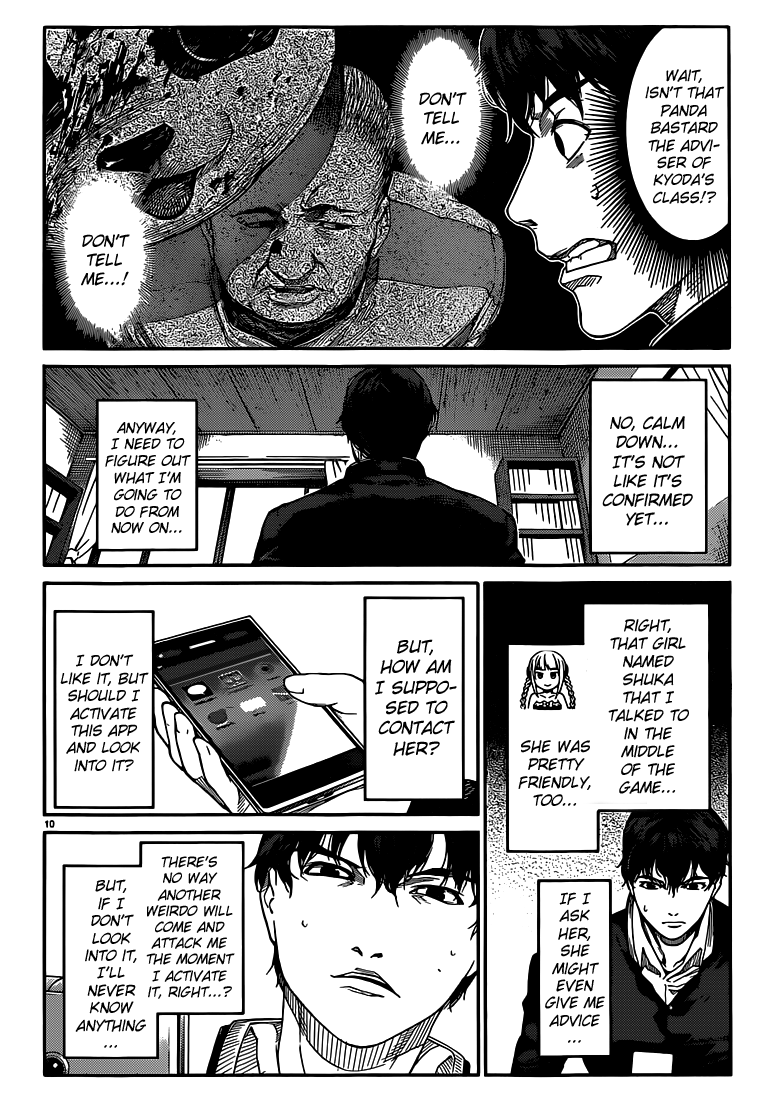 WAIT,
ISN'T THAT
PANDA
BASTARD
THE ADVI-
SER OF
KYODA'S
CLASS!?
DON'T
TELL
ME...
DON'T
TELL
ME...!
NO, CALM
DOWN...
IT'S NOT
LIKE IT'S
CONFIRMED
YET...
ANYWAY,
I NEED TO
FIGURE OUT
WHAT I'M
GOING TO
DO FROM
NOW ON...
RIGHT,
THAT GIRL
NAMED
SHUKA
THAT I
TALKED TO
IN THE
MIDDLE
OF THE
GAME...
SHE WAS
PRETTY
FRIENDLY,
TOO...
IF I
ASK
HER,
SHE
MIGHT
EVEN
GIVE ME
ADVICE
...
BUT,
HOW AM
I SUPPO-
SED TO
CONTACT
HER?
I DON'T
LIKE IT, BUT
SHOULD I
ACTIVATE
THIS APP
AND LOOK
INTO IT?
10
THERE'S
NO WAY
ANOTHER
WEIRDO WILL
COME AND
ATTACK ME
THE MOMENT
I ACTIVATE
IT, RIGHT...?
BUT,
IF I
DON'T
LOOK
INTO IT,
I'LL
NEVER
KNOW
ANYTHING
...